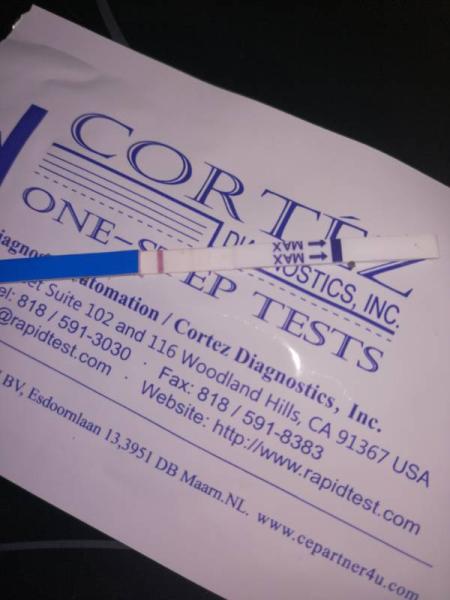 CORTÉZ
DIAGNOSTICS, INC.
ONE-STEP TESTS
Automation / Cortez Diagnostics, Inc.
Suite 102 and 116 Woodland Hills, CA 91367 USA
Tel: 818 / 591-3030 · Fax: 818 / 591-8383
@rapidtest.com · Website: http://www.rapidtest.com
BV, Esdoornlaan 13,3951 DB Maarn.NL. www.cepartner4u.com
MAX
MAX